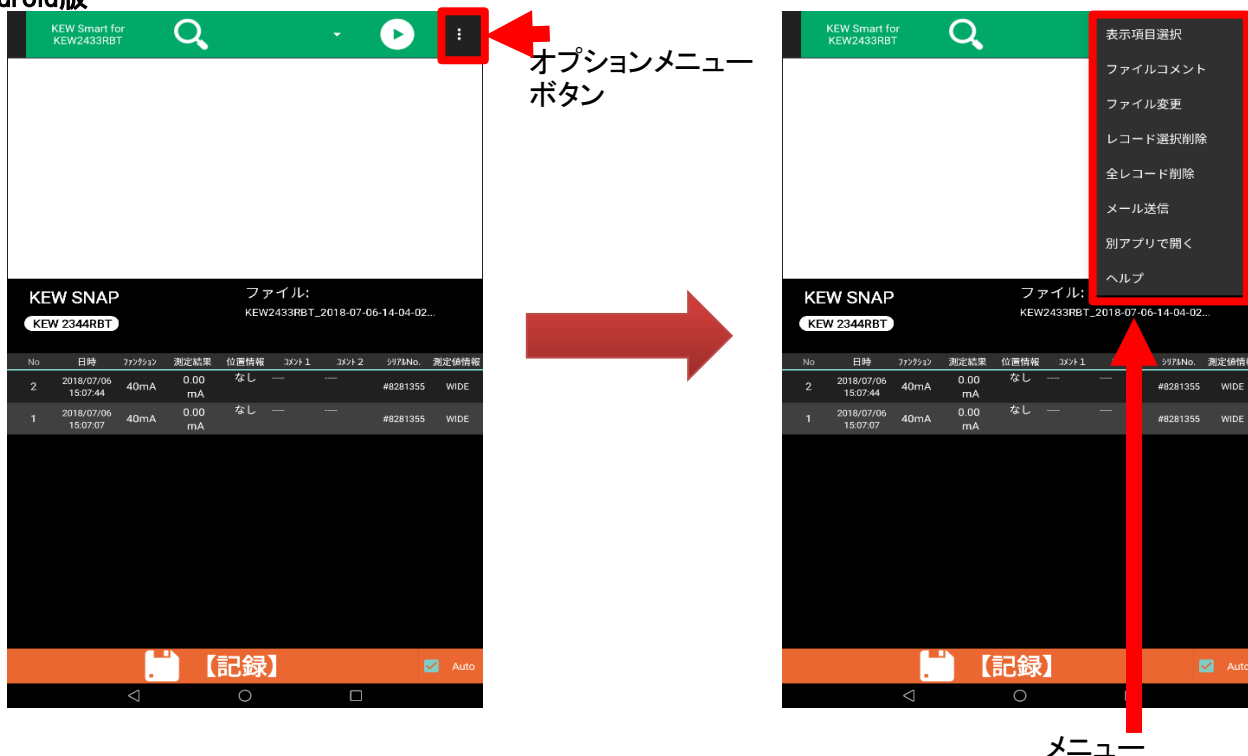 KEW Smart for
KEW2433RBT
オプションメニュー
ボタン
KEW SNAP
KEW 2344RBT
ファイル:
KEW2433RBT_2018-07-06-14-04-02...
No 日時 ﾌｧﾝｸｼｮﾝ 測定結果 位置情報 ｺﾒﾝﾄ1 ｺﾒﾝﾄ2 ｼﾘｱﾙNo. 測定値情報
2 2018/07/06 15:07:44 40mA 0.00 mA なし ---- ---- #8281355 WIDE
1 2018/07/06 15:07:07 40mA 0.00 mA なし ---- ---- #8281355 WIDE
【記録】
Auto
KEW Smart for
KEW2433RBT
表示項目選択
ファイルコメント
ファイル変更
レコード選択削除
全レコード削除
メール送信
別アプリで開く
ヘルプ
KEW SNAP
KEW 2344RBT
ファイル:
KEW2433RBT_2018-07-06-14-04-02...
No 日時 ﾌｧﾝｸｼｮﾝ 測定結果 位置情報 ｺﾒﾝﾄ1 ｼﾘｱﾙNo. 測定値情
2 2018/07/06 15:07:44 40mA 0.00 mA なし ---- ---- #8281355 WIDE
1 2018/07/06 15:07:07 40mA 0.00 mA なし ---- ---- #8281355 WIDE
【記録】
Auto
メニュー